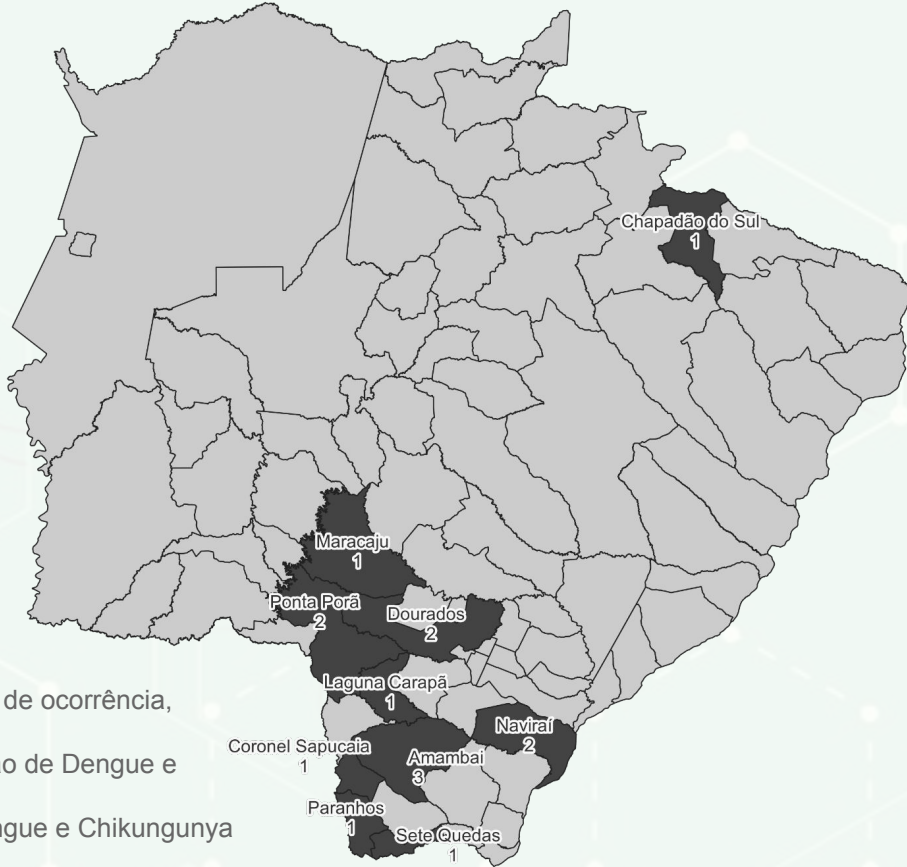 Chapadão do Sul
1
Maracaju
1
Ponta Porã
2
Dourados
2
Laguna Carapã
1
de ocorrência,
Naviraí
2
Coronel Sapucaia
1
Amambai
3
de Dengue e
Paranhos
1
e Chikungunya
Sete Quedas
1